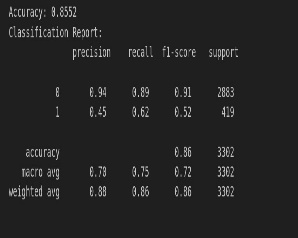 Accuracy: 0.8552
Classification Report:
precision recall f1-score support
0 0.94 0.89 0.91 2883
1 0.45 0.62 0.52 419
accuracy 0.86 3302
macro avg 0.70 0.75 0.72 3302
weighted avg 0.88 0.86 0.86 3302